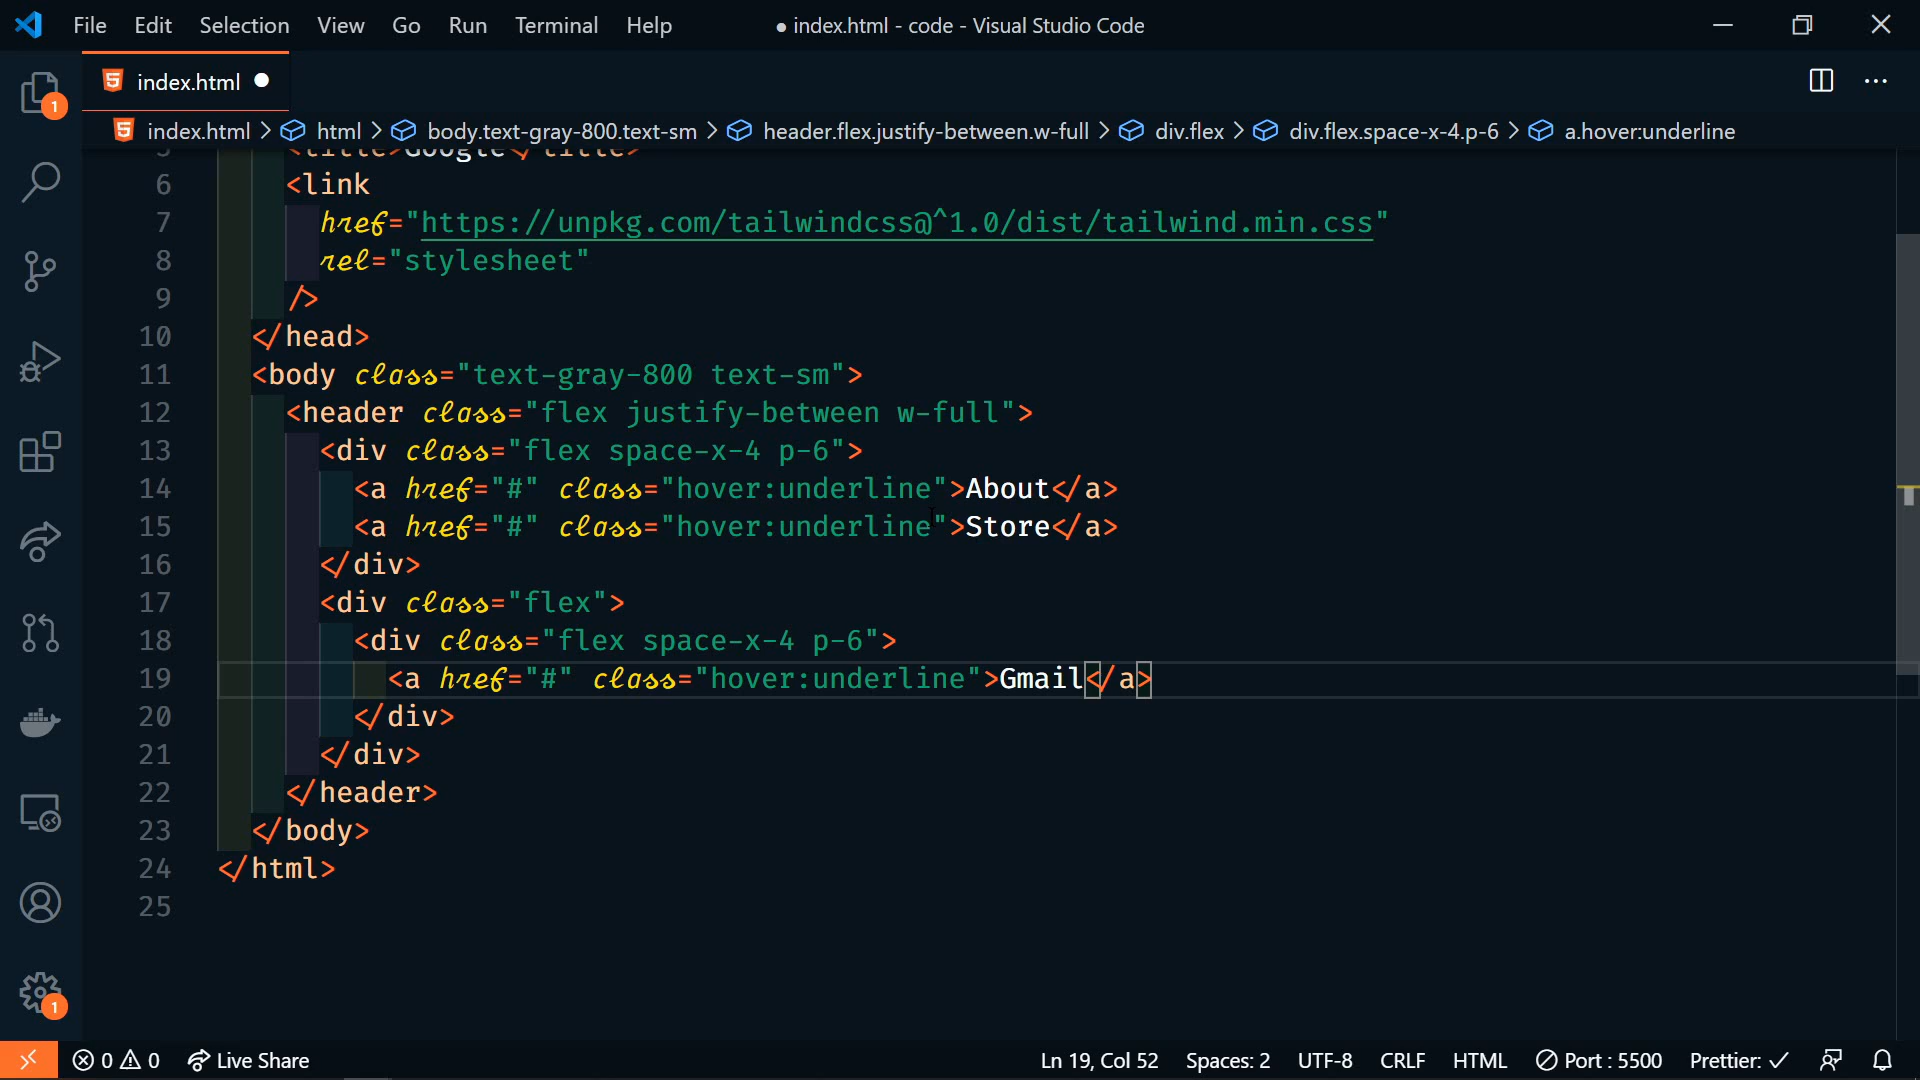 File Edit Selection View Go Run Terminal Help ● index.html - code - Visual Studio Code
index.html ●
index.html > html > body.text-gray-800.text-sm > header.flex.justify-between.w-full > div.flex > div.flex.space-x-4.p-6 > a.hover:underline
5 <title>Google</title>
6 <link
7 href="https://unpkg.com/tailwindcss@^1.0/dist/tailwind.min.css"
8 rel="stylesheet"
9 />
10 </head>
11 <body class="text-gray-800 text-sm">
12 <header class="flex justify-between w-full">
13 <div class="flex space-x-4 p-6">
14 <a href="#" class="hover:underline">About</a>
15 <a href="#" class="hover:underline">Store</a>
16 </div>
17 <div class="flex">
18 <div class="flex space-x-4 p-6">
19 <a href="#" class="hover:underline">Gmail</a>
20 </div>
21 </div>
22 </header>
23 </body>
24 </html>
25
1
1
0 0 Live Share Ln 19, Col 52 Spaces: 2 UTF-8 CRLF HTML Port : 5500 Prettier: ✓